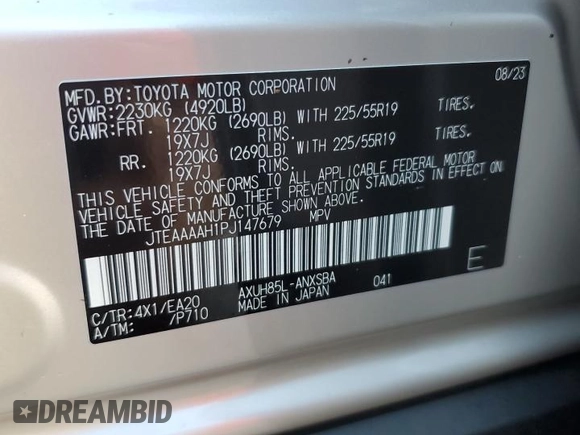 MFD.BY:TOYOTA MOTOR CORPORATION 08/23
GVWR:2230KG (4920LB)
GAWR:FRT. 1220KG (2690LB) WITH 225/55R19 TIRES.
19X7J RIMS.
RR. 1220KG (2690LB) WITH 225/55R19 TIRES.
19X7J RIMS.
THIS VEHICLE CONFORMS TO ALL APPLICABLE FEDERAL MOTOR
VEHICLE SAFETY AND THEFT PREVENTION STANDARDS IN EFFECT ON
THE DATE OF MANUFACTURE SHOWN ABOVE.
JTEAAAAH1PJ147679 MPV
C/TR:4X1/EA20 AXUH85L-ANXSBA 041 E
A/TM: /P710 MADE IN JAPAN
DREAMBID